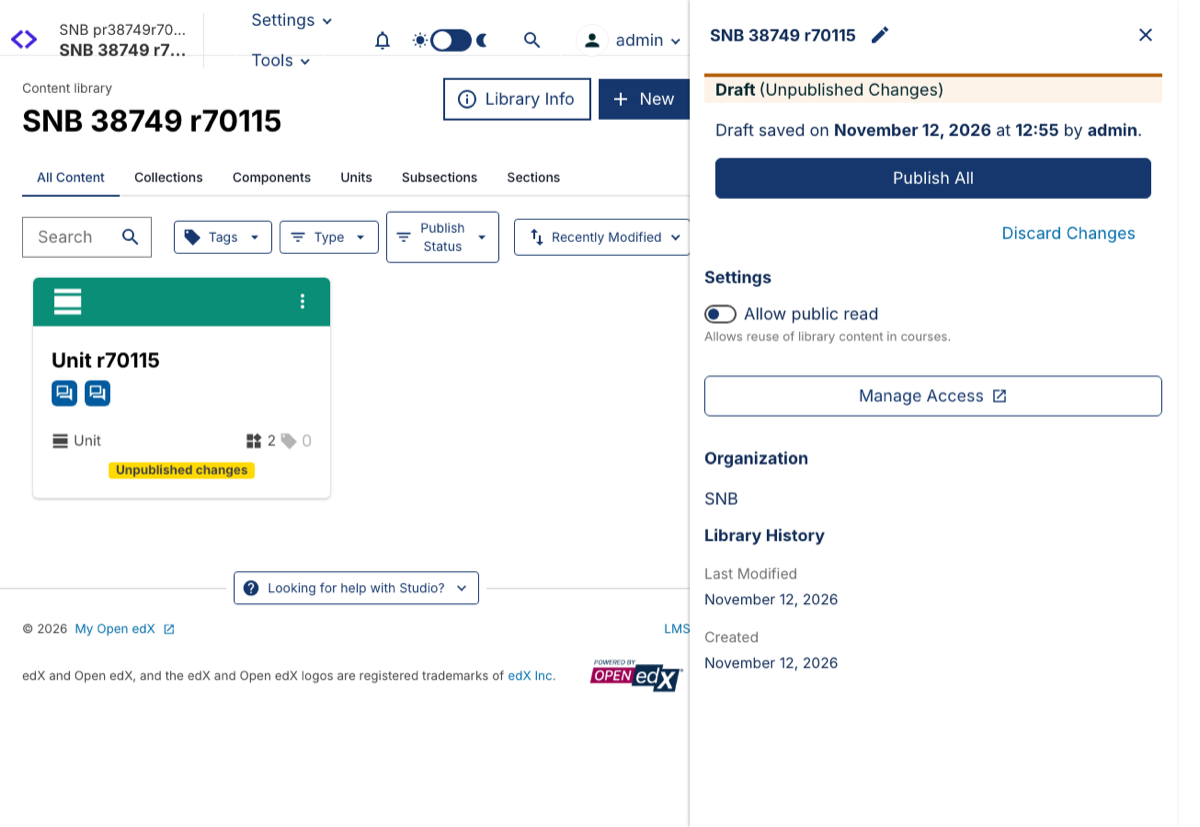 SNB pr38749r70...
SNB 38749 r7...
Settings
Tools
admin
Content library
SNB 38749 r70115
Library Info
New
All Content
Collections
Components
Units
Subsections
Sections
Search
Tags
Type
Publish
Status
Recently Modified
Unit r70115
Unit
2
0
Unpublished changes
Looking for help with Studio?
© 2026 My Open edX
LMS
edX and Open edX, and the edX and Open edX logos are registered trademarks of edX Inc.
POWERED BY
OPEN edX
SNB 38749 r70115
Draft (Unpublished Changes)
Draft saved on November 12, 2026 at 12:55 by admin.
Publish All
Discard Changes
Settings
Allow public read
Allows reuse of library content in courses.
Manage Access
Organization
SNB
Library History
Last Modified
November 12, 2026
Created
November 12, 2026